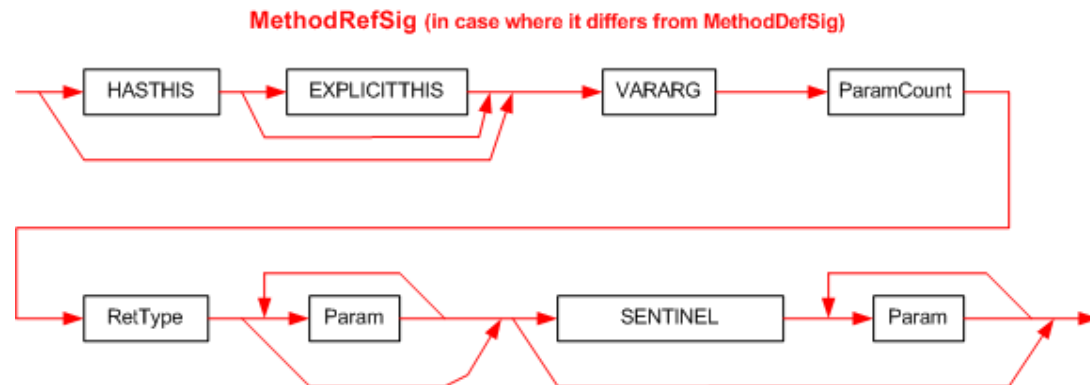 MethodRefSig (in case where it differs from MethodDefSig)
HASTHIS EXPLICITTHIS VARARG ParamCount
RetType Param SENTINEL Param